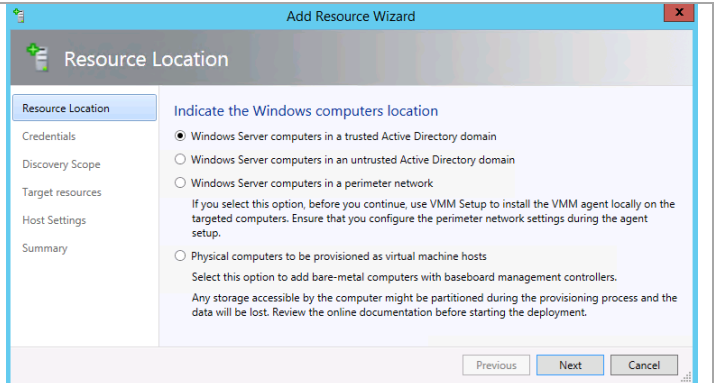 Add Resource Wizard
x
Resource Location
Resource Location
Credentials
Discovery Scope
Target resources
Host Settings
Summary
Indicate the Windows computers location
Windows Server computers in a trusted Active Directory domain
Windows Server computers in an untrusted Active Directory domain
Windows Server computers in a perimeter network
If you select this option, before you continue, use VMM Setup to install the VMM agent locally on the
targeted computers. Ensure that you configure the perimeter network settings during the agent
setup.
Physical computers to be provisioned as virtual machine hosts
Select this option to add bare-metal computers with baseboard management controllers.
Any storage accessible by the computer might be partitioned during the provisioning process and the
data will be lost. Review the online documentation before starting the deployment.
Previous Next Cancel